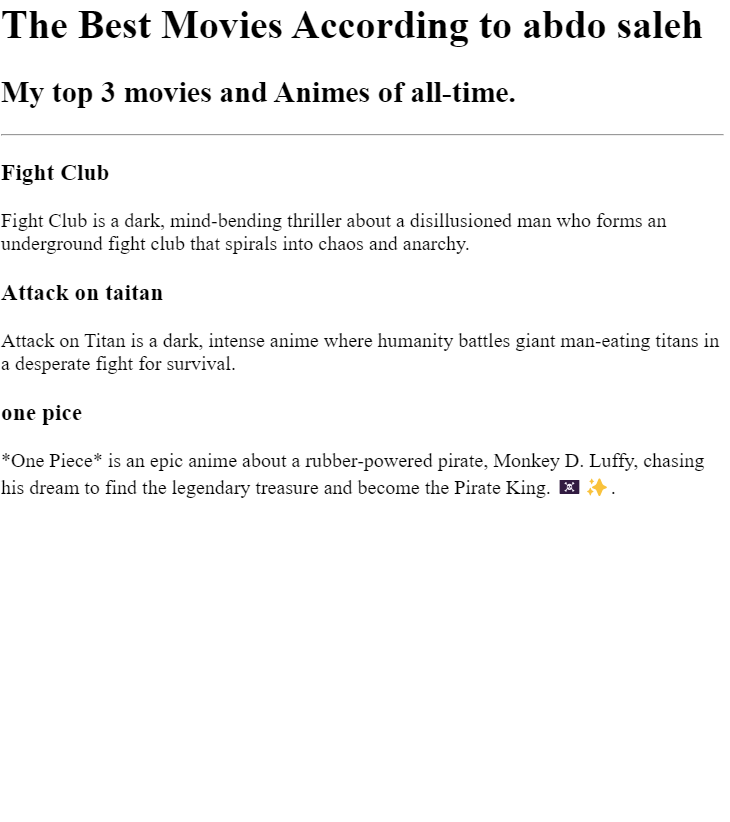 The Best Movies According to abdo saleh
My top 3 movies and Animes of all-time.
Fight Club
Fight Club is a dark, mind-bending thriller about a disillusioned man who forms an
underground fight club that spirals into chaos and anarchy.
Attack on taitan
Attack on Titan is a dark, intense anime where humanity battles giant man-eating titans in
a desperate fight for survival.
one pice
*One Piece* is an epic anime about a rubber-powered pirate, Monkey D. Luffy, chasing
his dream to find the legendary treasure and become the Pirate King. 🏴‍☠️ ✨ .